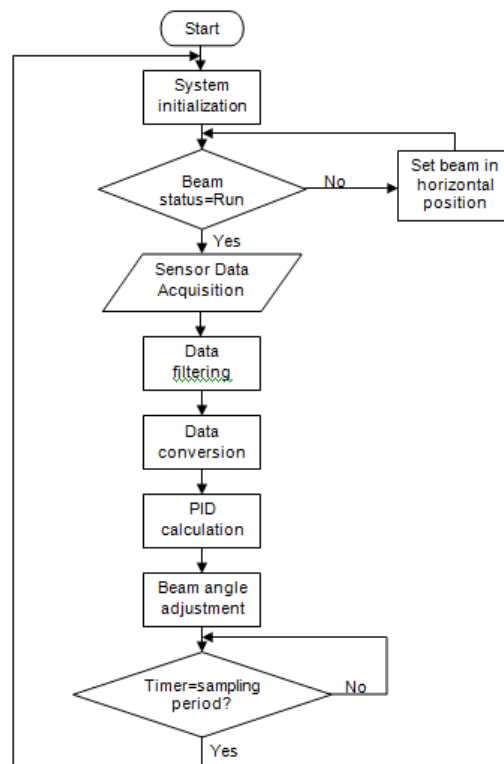 Start
System
initialization
Beam
status=Run
No
Set beam in
horizontal
position
Yes
Sensor Data
Acquisition
Data
filtering
Data
conversion
PID
calculation
Beam angle
adjustment
Timer=sampling
period?
No
Yes